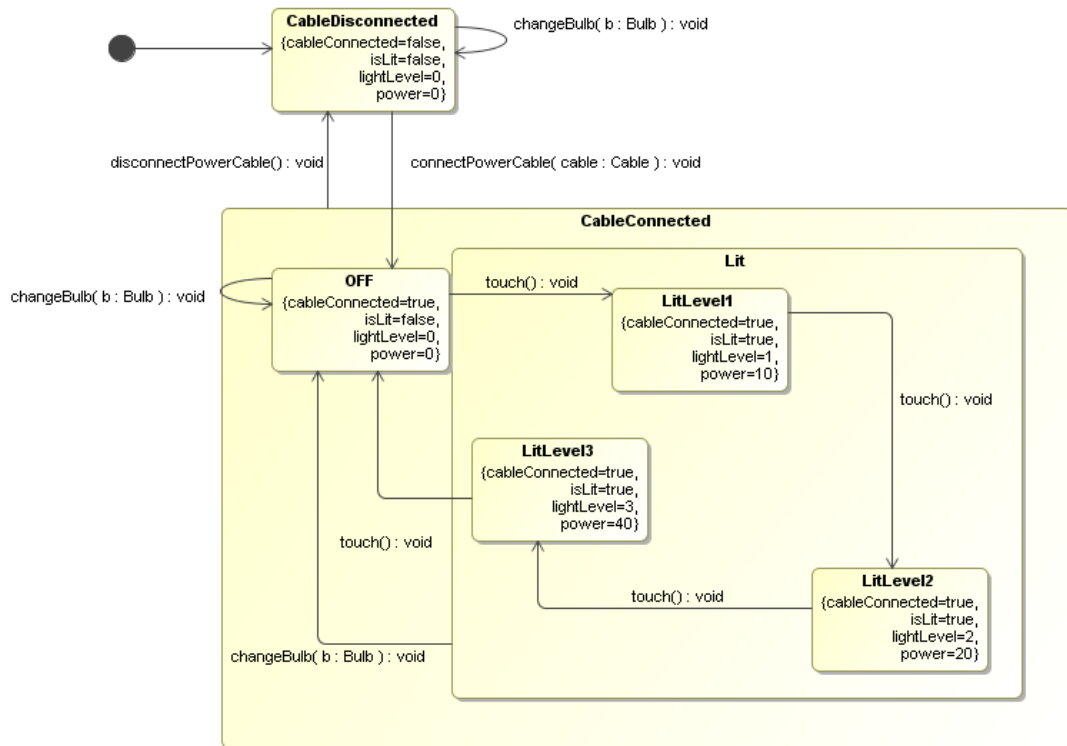 CableDisconnected
{cableConnected=false,
isLit=false,
lightLevel=0,
power=0}
changeBulb( b : Bulb ) : void
disconnectPowerCable() : void
connectPowerCable( cable : Cable ) : void
CableConnected
Lit
OFF
{cableConnected=true,
isLit=false,
lightLevel=0,
power=0}
changeBulb( b : Bulb ) : void
touch() : void
LitLevel1
{cableConnected=true,
isLit=true,
lightLevel=1,
power=10}
touch() : void
LitLevel3
{cableConnected=true,
isLit=true,
lightLevel=3,
power=40}
touch() : void
LitLevel2
{cableConnected=true,
isLit=true,
lightLevel=2,
power=20}
touch() : void
changeBulb( b : Bulb ) : void